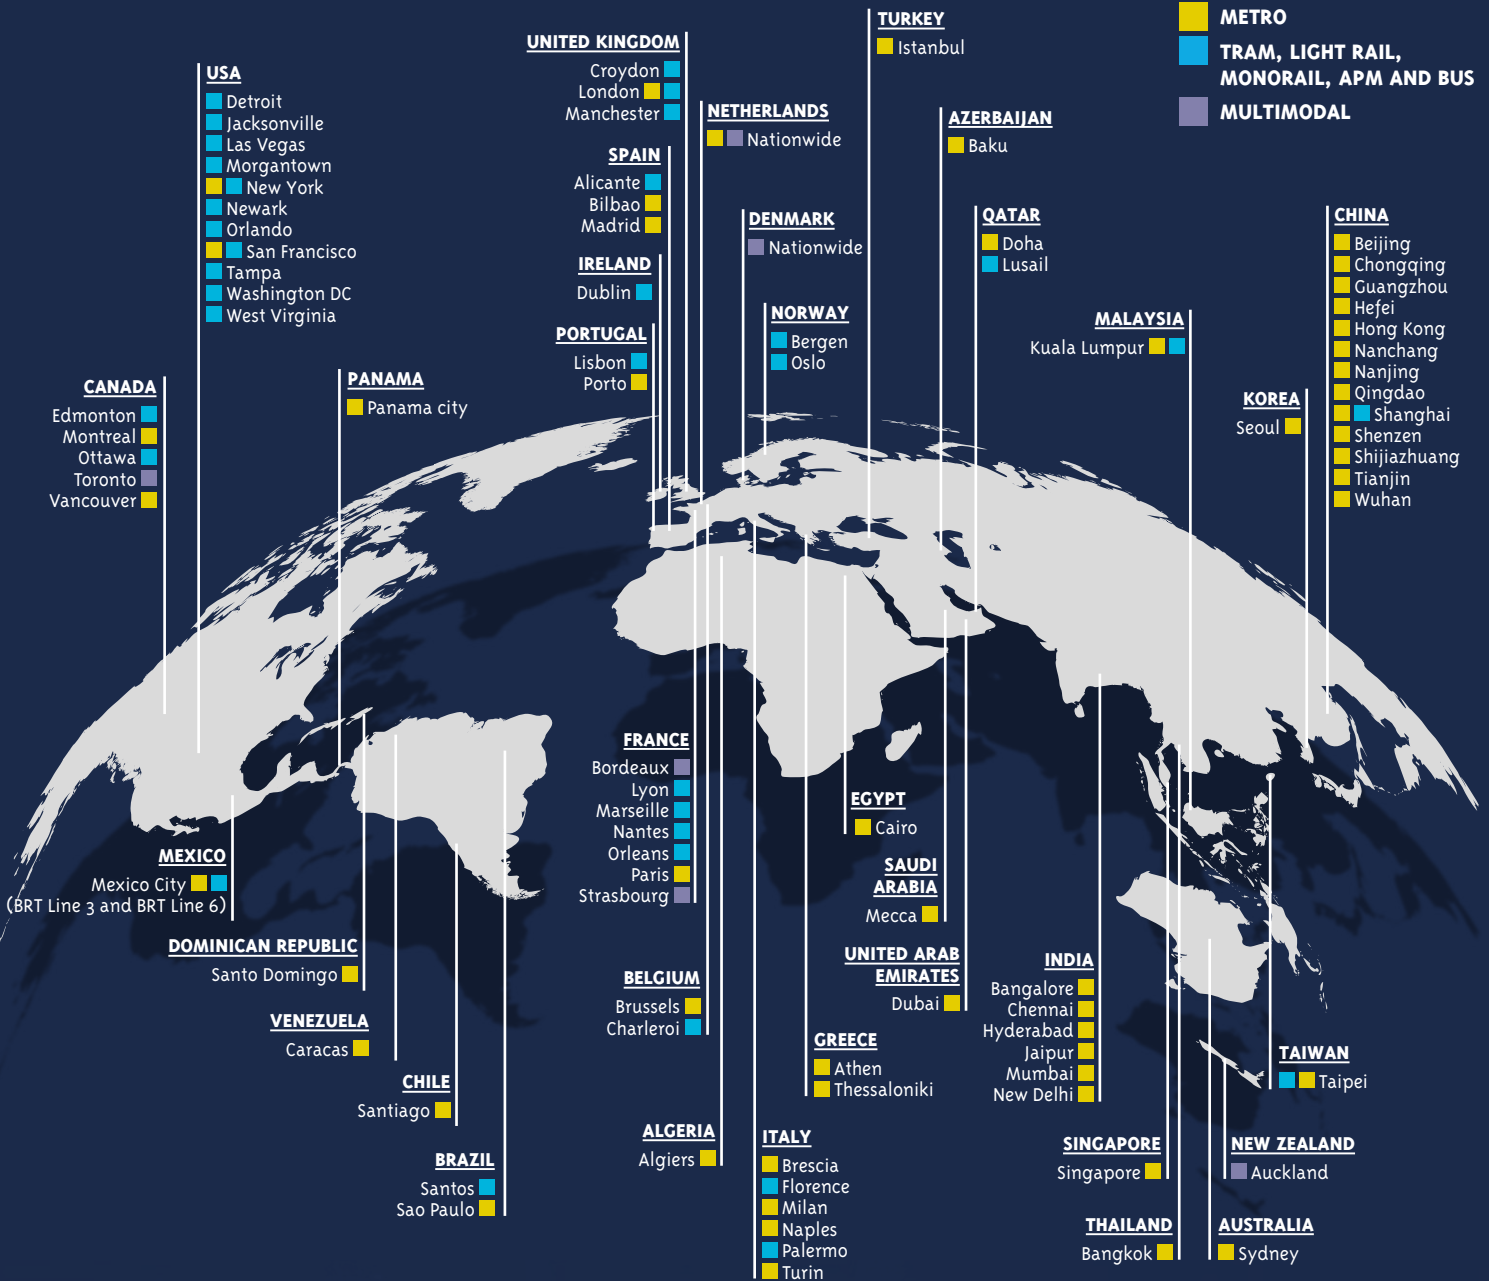 METRO
TRAM, LIGHT RAIL,
MONORAIL, APM AND BUS
MULTIMODAL
USA
Detroit
Jacksonville
Las Vegas
Morgantown
New York
Newark
Orlando
San Francisco
Tampa
Washington DC
West Virginia
CANADA
Edmonton
Montreal
Ottawa
Toronto
Vancouver
PANAMA
Panama city
UNITED KINGDOM
Croydon
London
Manchester
SPAIN
Alicante
Bilbao
Madrid
IRELAND
Dublin
PORTUGAL
Lisbon
Porto
NETHERLANDS
Nationwide
DENMARK
Nationwide
NORWAY
Bergen
Oslo
TURKEY
Istanbul
AZERBAIJAN
Baku
QATAR
Doha
Lusail
MALAYSIA
Kuala Lumpur
KOREA
Seoul
CHINA
Beijing
Chongqing
Guangzhou
Hefei
Hong Kong
Nanchang
Nanjing
Qingdao
Shanghai
Shenzen
Shijiazhuang
Tianjin
Wuhan
MEXICO
Mexico City
(BRT Line 3 and BRT Line 6)
DOMINICAN REPUBLIC
Santo Domingo
VENEZUELA
Caracas
CHILE
Santiago
BRAZIL
Santos
Sao Paulo
FRANCE
Bordeaux
Lyon
Marseille
Nantes
Orleans
Paris
Strasbourg
BELGIUM
Brussels
Charleroi
ALGERIA
Algiers
ITALY
Brescia
Florence
Milan
Naples
Palermo
Turin
GREECE
Athen
Thessaloniki
EGYPT
Cairo
SAUDI
ARABIA
Mecca
UNITED ARAB
EMIRATES
Dubai
INDIA
Bangalore
Chennai
Hyderabad
Jaipur
Mumbai
New Delhi
SINGAPORE
Singapore
THAILAND
Bangkok
TAIWAN
Taipei
NEW ZEALAND
Auckland
AUSTRALIA
Sydney